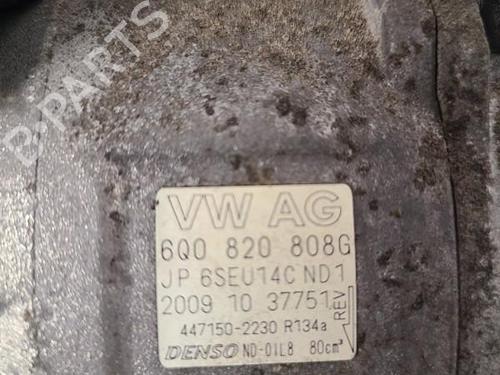 B-PARTS
VW AG
6Q0 820 808G
JP 6SEU14C ND1
2009 10 37751
REV
447150-2230 R134a
DENSO ND-OIL8 80cm³